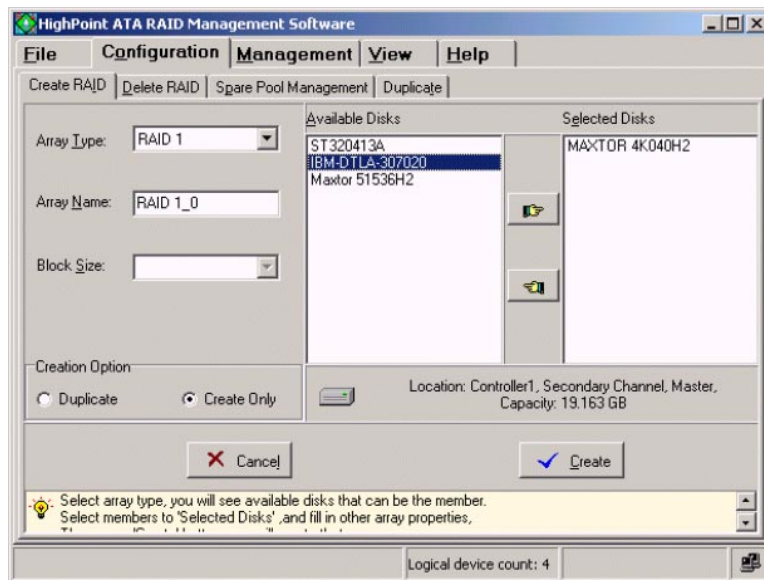 HighPoint ATA RAID Management Software
File Configuration Management View Help
Create RAID Delete RAID Spare Pool Management Duplicate
Available Disks Selected Disks
Array Type: RAID 1
ST320413A MAXTOR 4K040H2
IBM-DTLA-307020
Maxtor 51536H2
Array Name: RAID 1_0
Block Size:
Creation Option
Duplicate Create Only
Location: Controller1, Secondary Channel, Master,
Capacity: 19.163 GB
Cancel Create
Select array type, you will see available disks that can be the member.
Select members to 'Selected Disks' ,and fill in other array properties,
Logical device count: 4